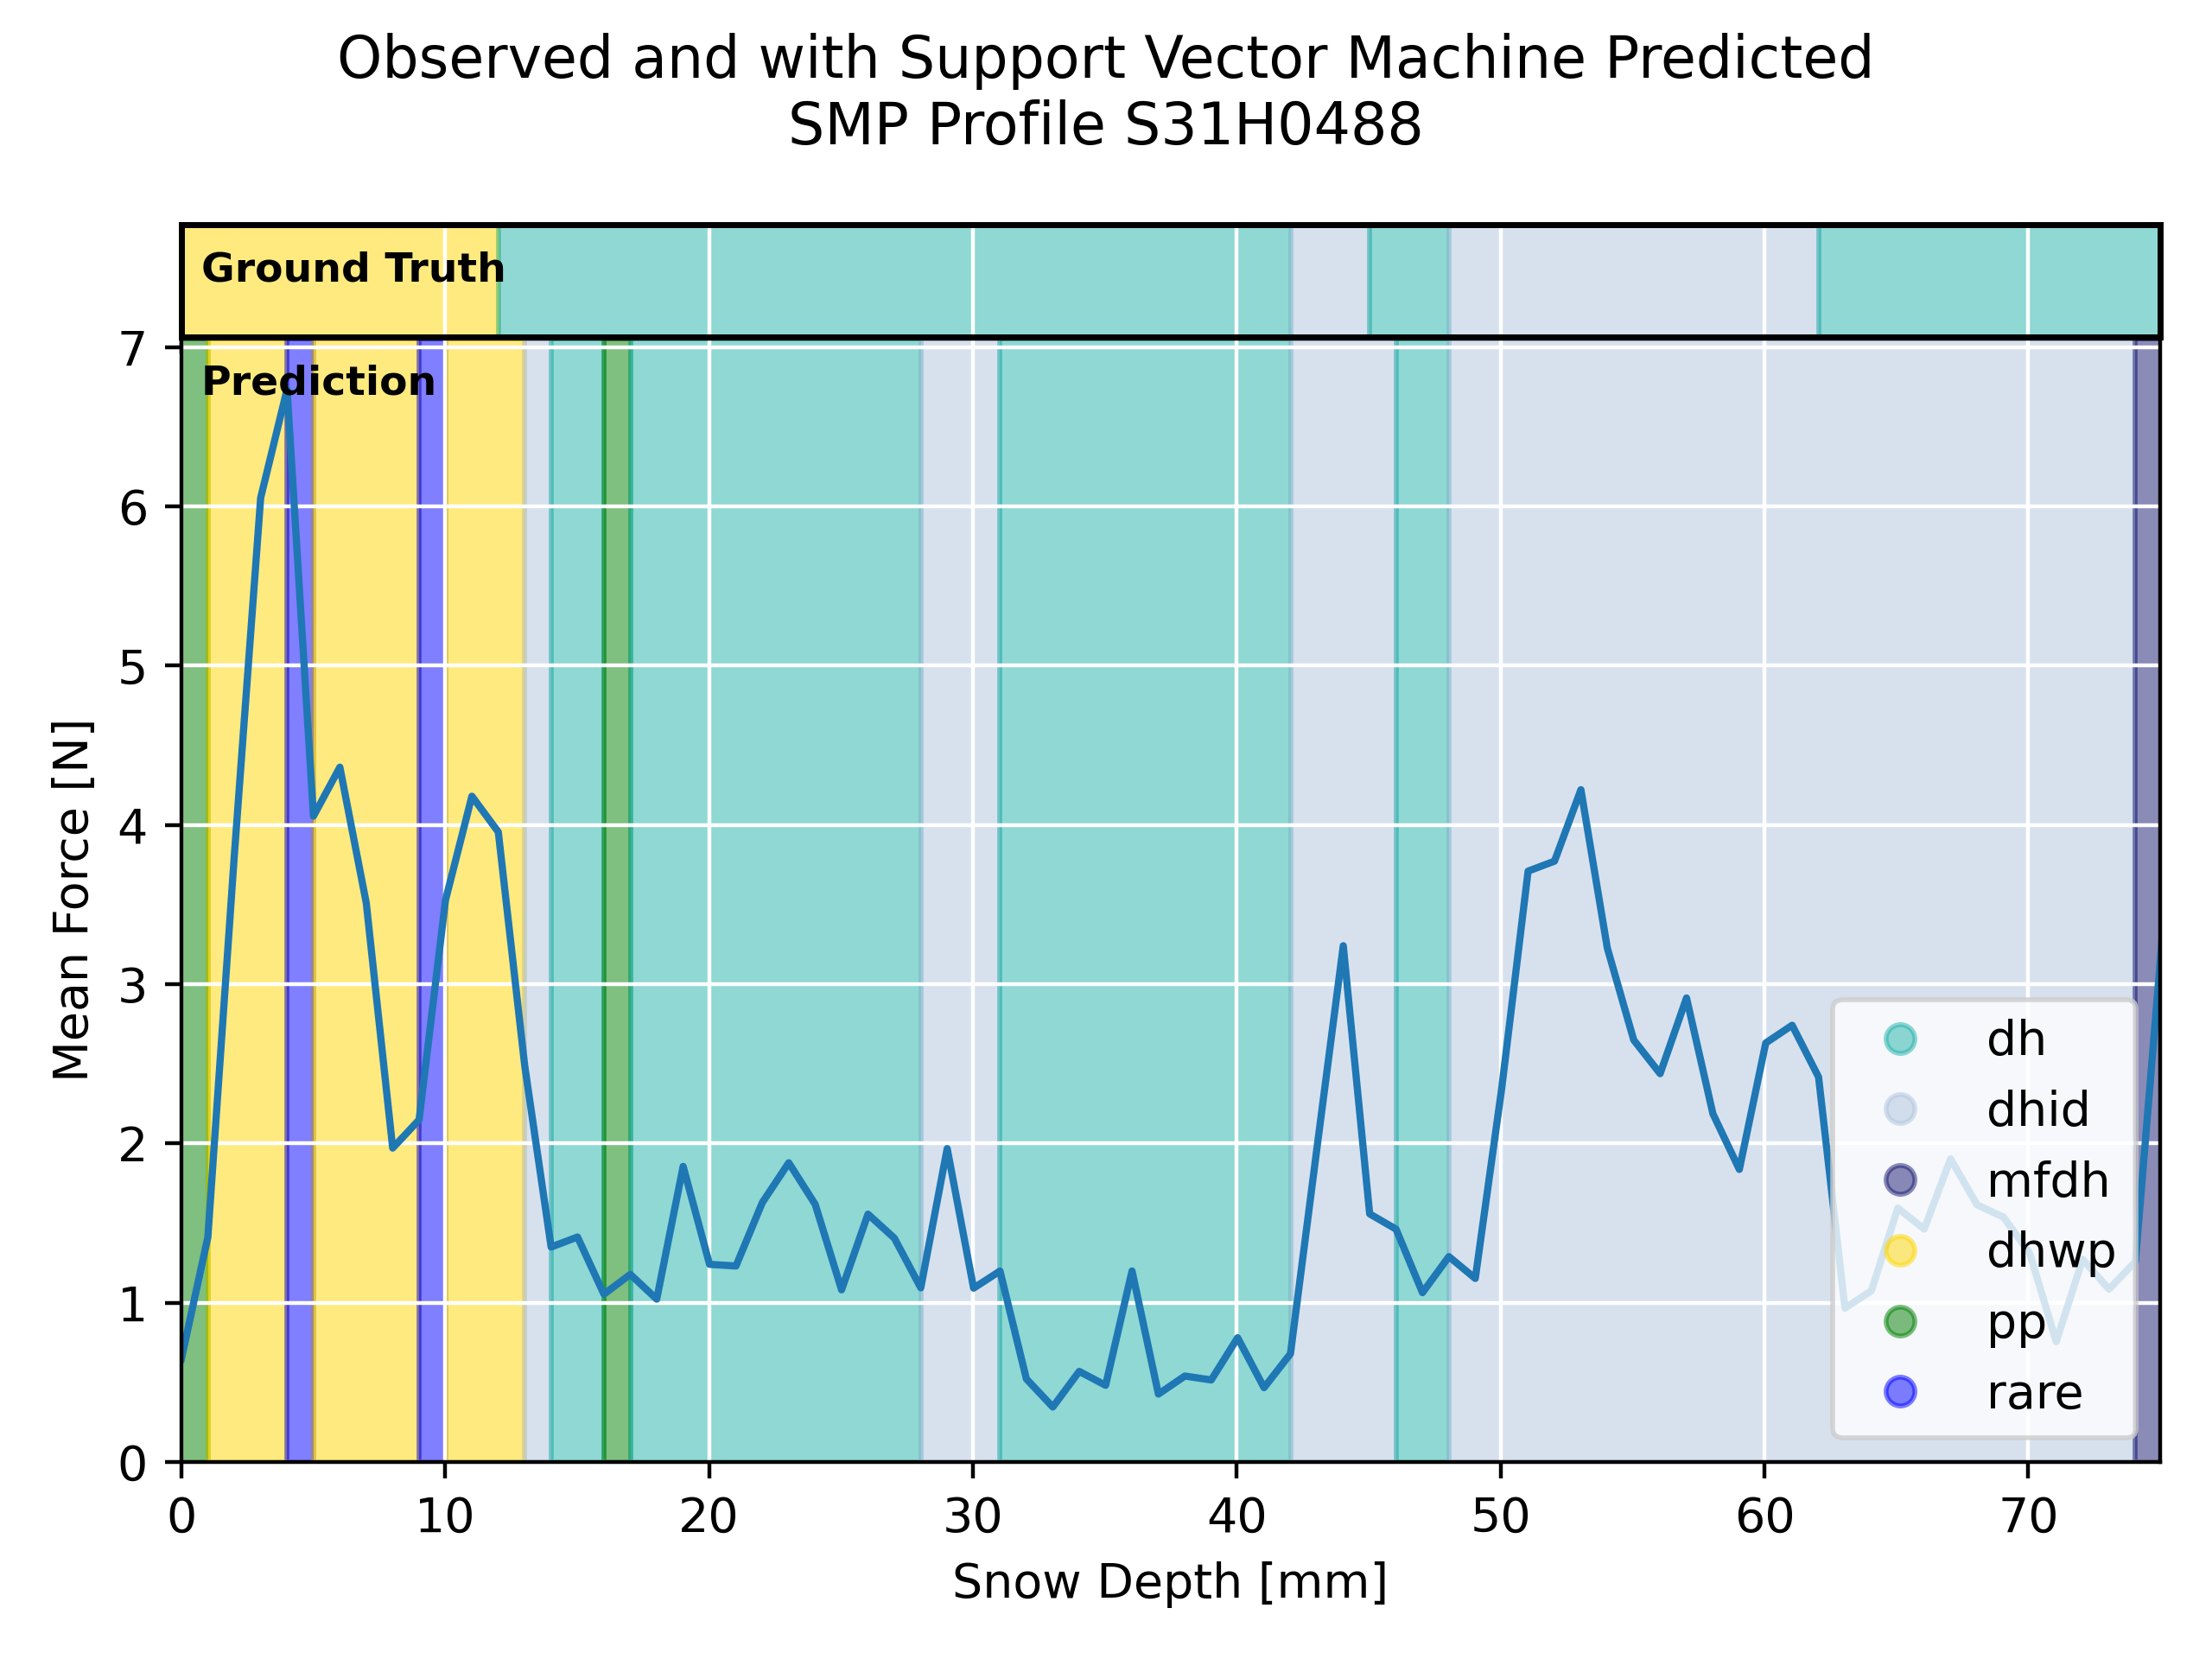 Observed and with Support Vector Machine Predicted
SMP Profile S31H0488
Ground Truth
Prediction
7
6
5
4
3
2
1
0
Mean Force [N]
dh
dhid
mfdh
dhwp
pp
rare
0 10 20 30 40 50 60 70
Snow Depth [mm]